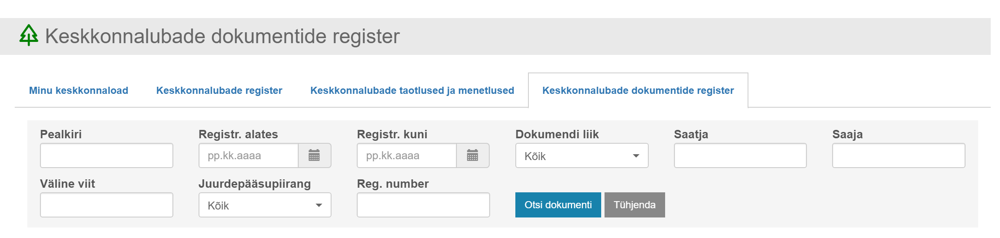 Keskkonnalubade dokumentide register
Minu keskkonnaload Keskkonnalubade register Keskkonnalubade taotlused ja menetlused Keskkonnalubade dokumentide register
Pealkiri Registr. alates Registr. kuni Dokumendi liik Saatja Saaja
pp.kk.aaaa pp.kk.aaaa Kõik
Väline viit Juurdepääsupiirang Reg. number
Kõik Otsi dokumenti Tühjenda